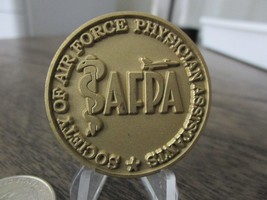 SOCIETY OF AIR FORCE PHYSICIAN ASSISTANTS
SAFPA